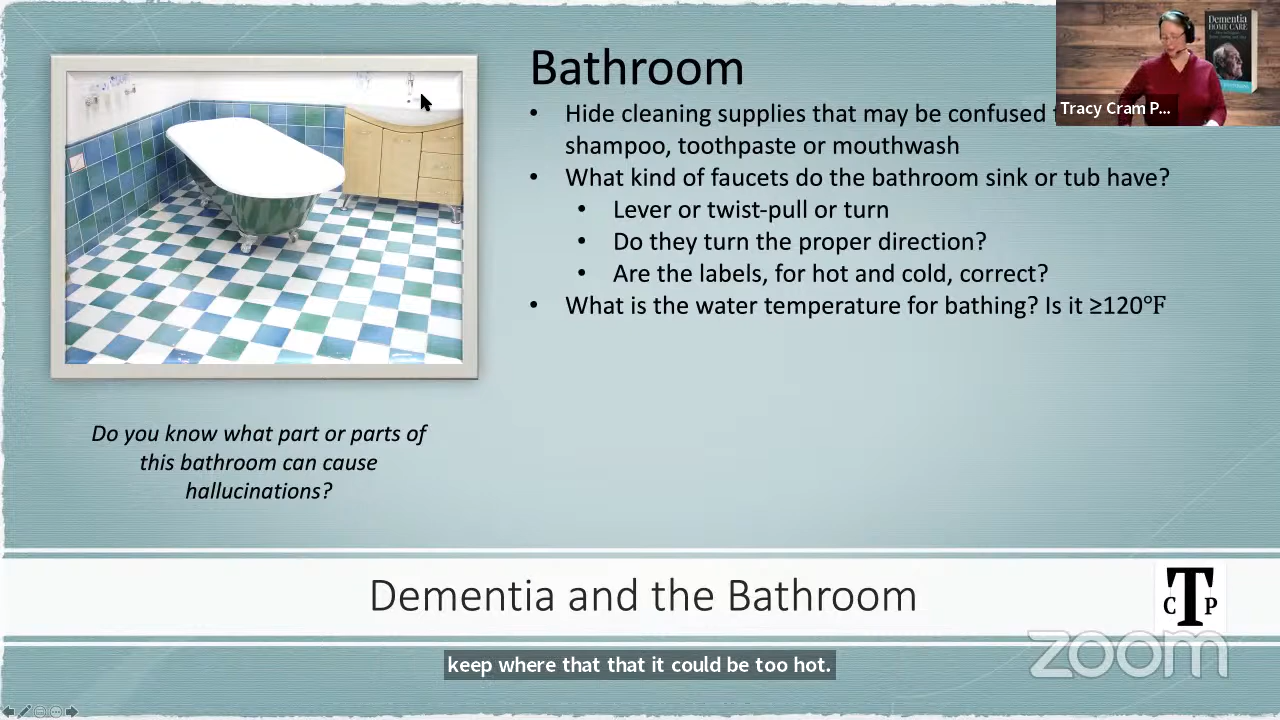 Bathroom
• Hide cleaning supplies that may be confused
shampoo, toothpaste or mouthwash
• What kind of faucets do the bathroom sink or tub have?
• Lever or twist-pull or turn
• Do they turn the proper direction?
• Are the labels, for hot and cold, correct?
• What is the water temperature for bathing? Is it ≥120°F
Dementia
HOME CARE
Tracy Cram P...
Do you know what part or parts of
this bathroom can cause
hallucinations?
Dementia and the Bathroom
C T P
zoom
keep where that that it could be too hot.